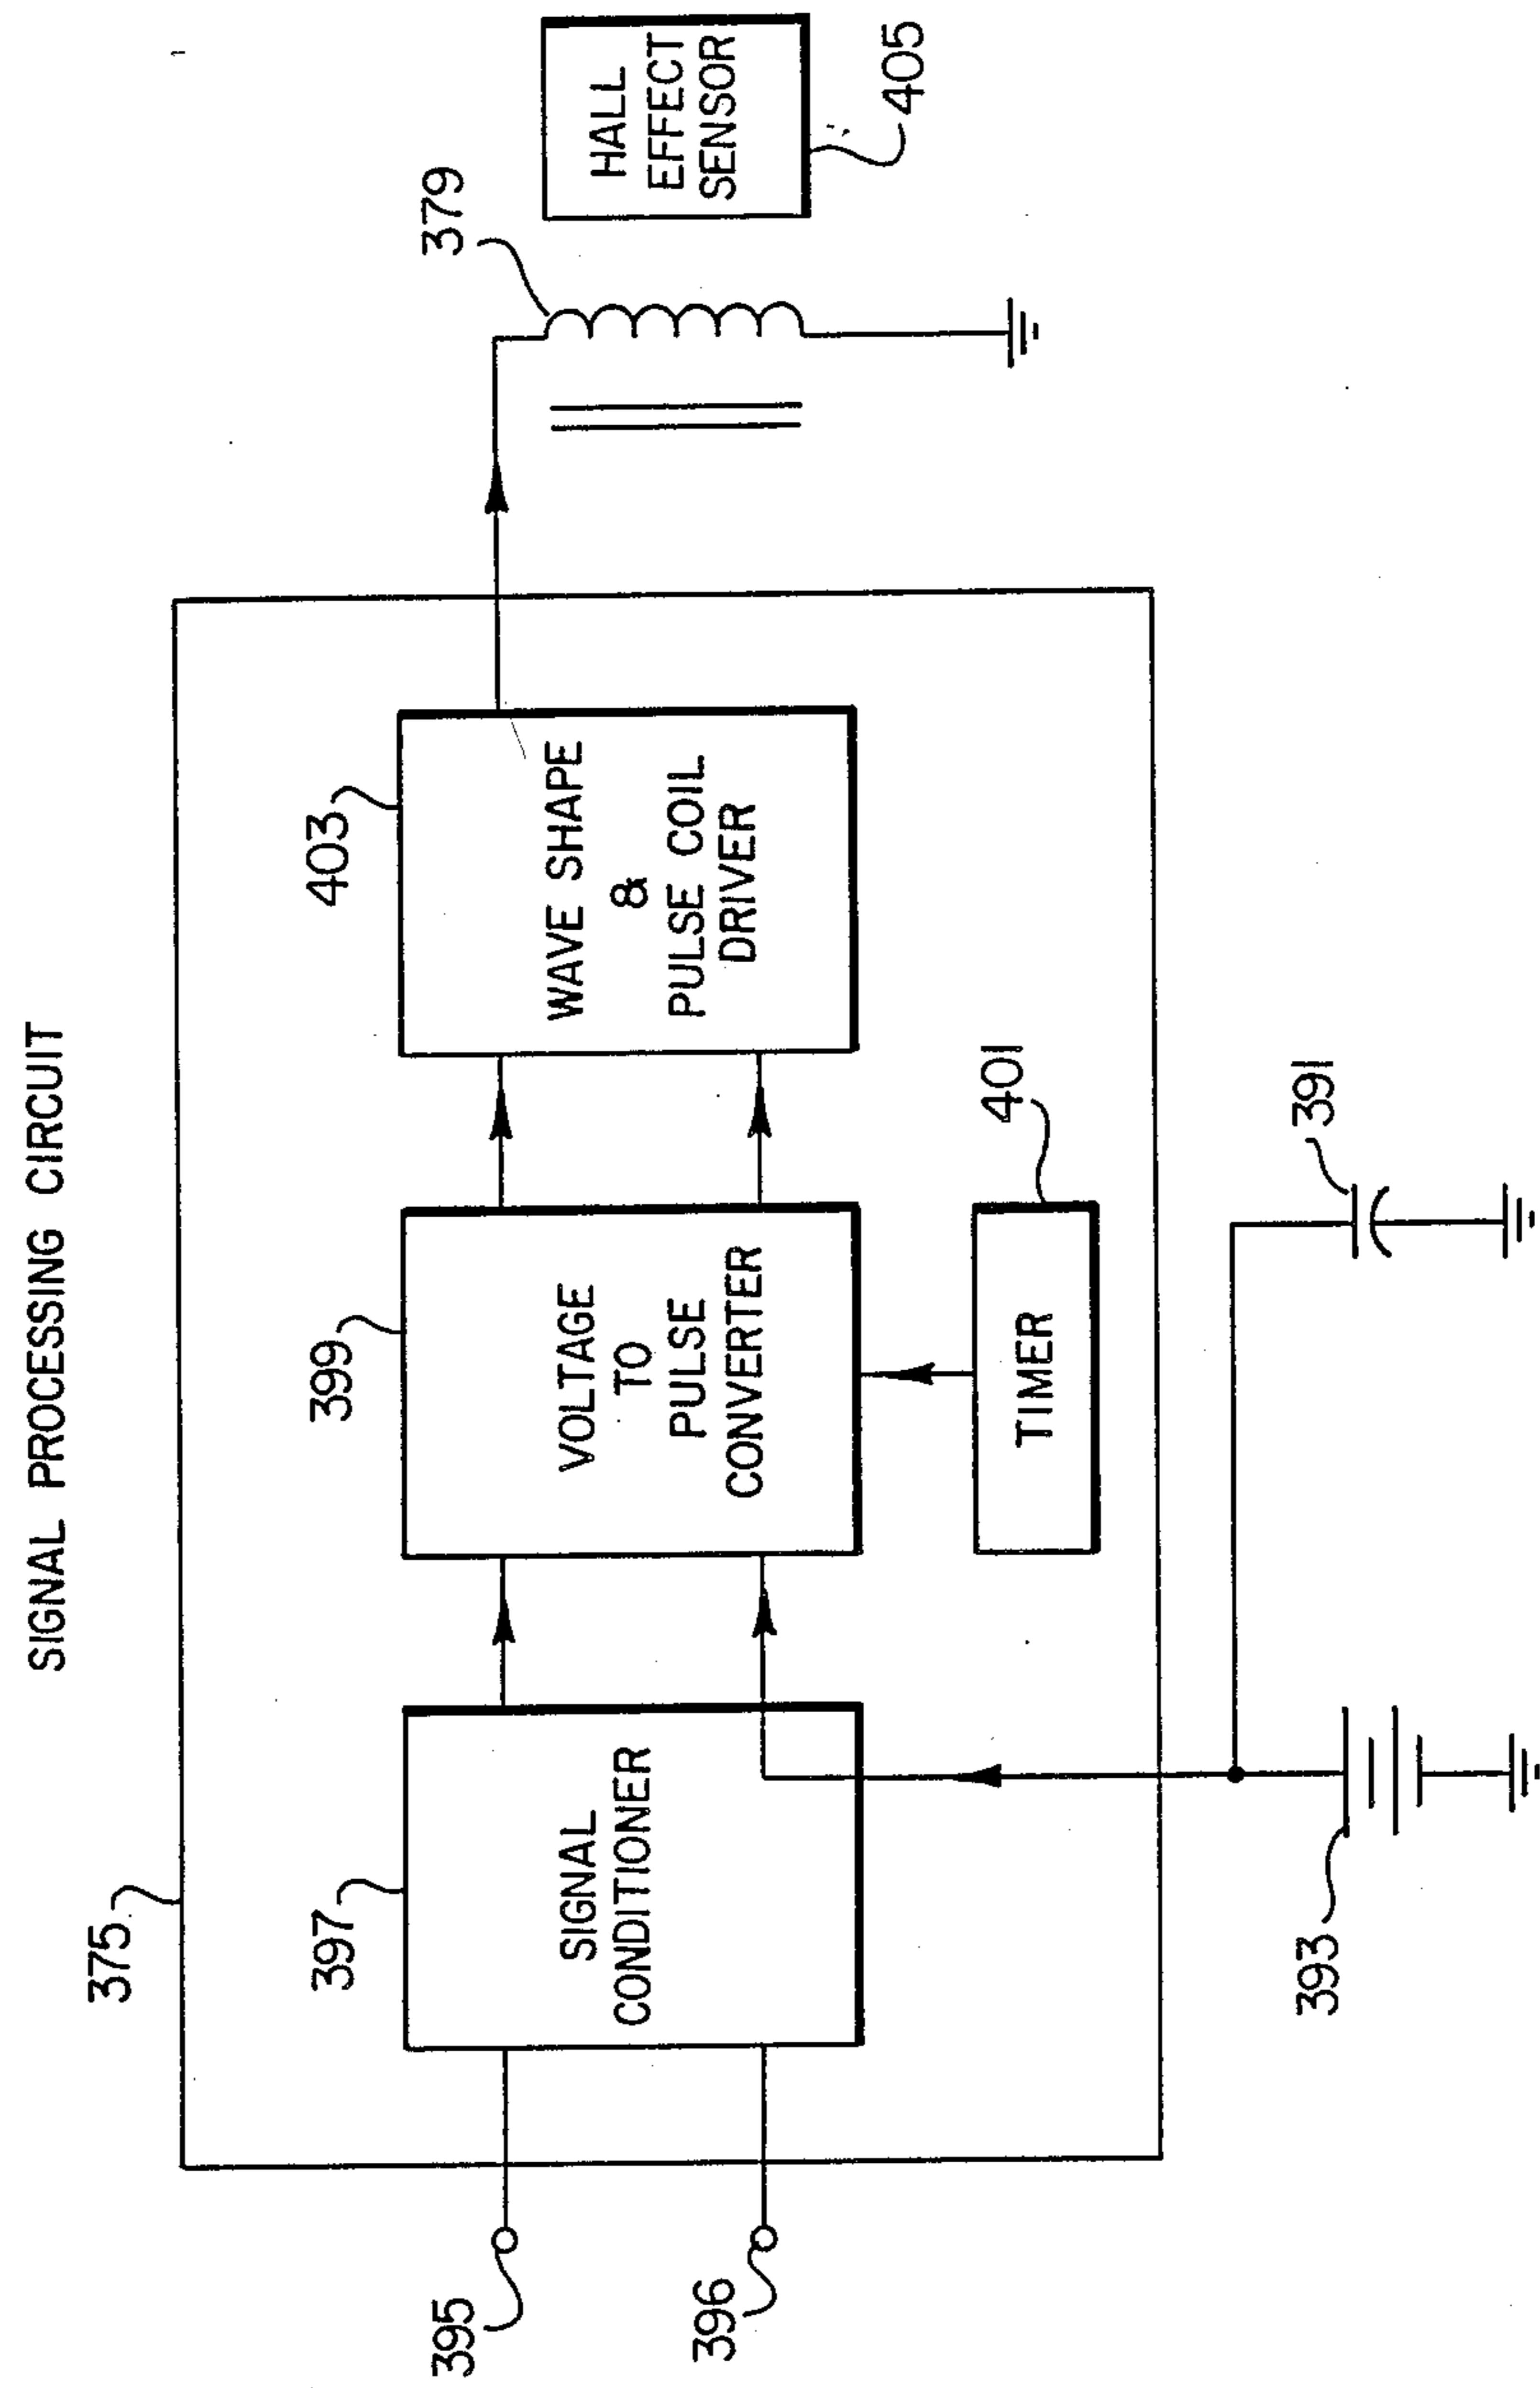 SIGNAL PROCESSING CIRCUIT
375
397
399
403
379
SIGNAL
CONDITIONER
VOLTAGE
TO
PULSE
CONVERTER
WAVE SHAPE
&
PULSE COIL
DRIVER
HALL
EFFECT
SENSOR
405
395
396
TIMER
401
393
391